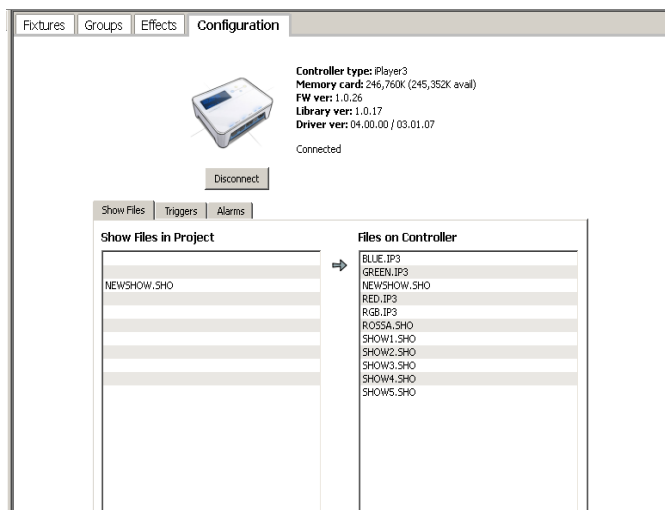 Fixtures Groups Effects Configuration
Controller type: iPlayer3
Memory card: 246,760K (245,352K avail)
FW ver: 1.0.26
Library ver: 1.0.17
Driver ver: 04.00.00 / 03.01.07
Connected
Disconnect
Show Files Triggers Alarms
Show Files in Project
NEWSHOW.SHO
Files on Controller
BLUE.IP3
GREEN.IP3
NEWSHOW.SHO
RED.IP3
RGB.IP3
ROSSA.SHO
SHOW1.SHO
SHOW2.SHO
SHOW3.SHO
SHOW4.SHO
SHOW5.SHO